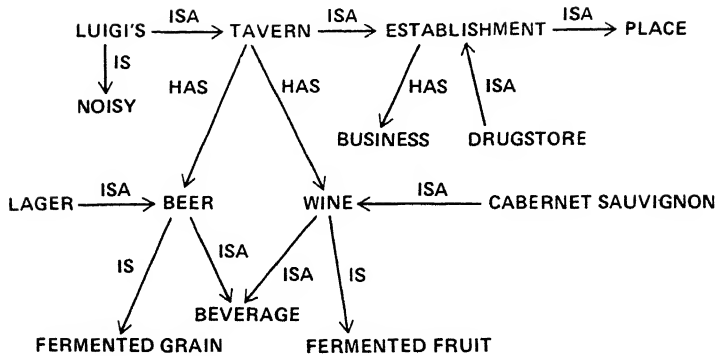 ISA ISA ISA
LUIGI'S TAVERN ESTABLISHMENT PLACE
IS HAS HAS HAS ISA
NOISY
BUSINESS DRUGSTORE
ISA ISA
LAGER BEER WINE CABERNET SAUVIGNON
IS ISA ISA IS
BEVERAGE
FERMENTED GRAIN FERMENTED FRUIT